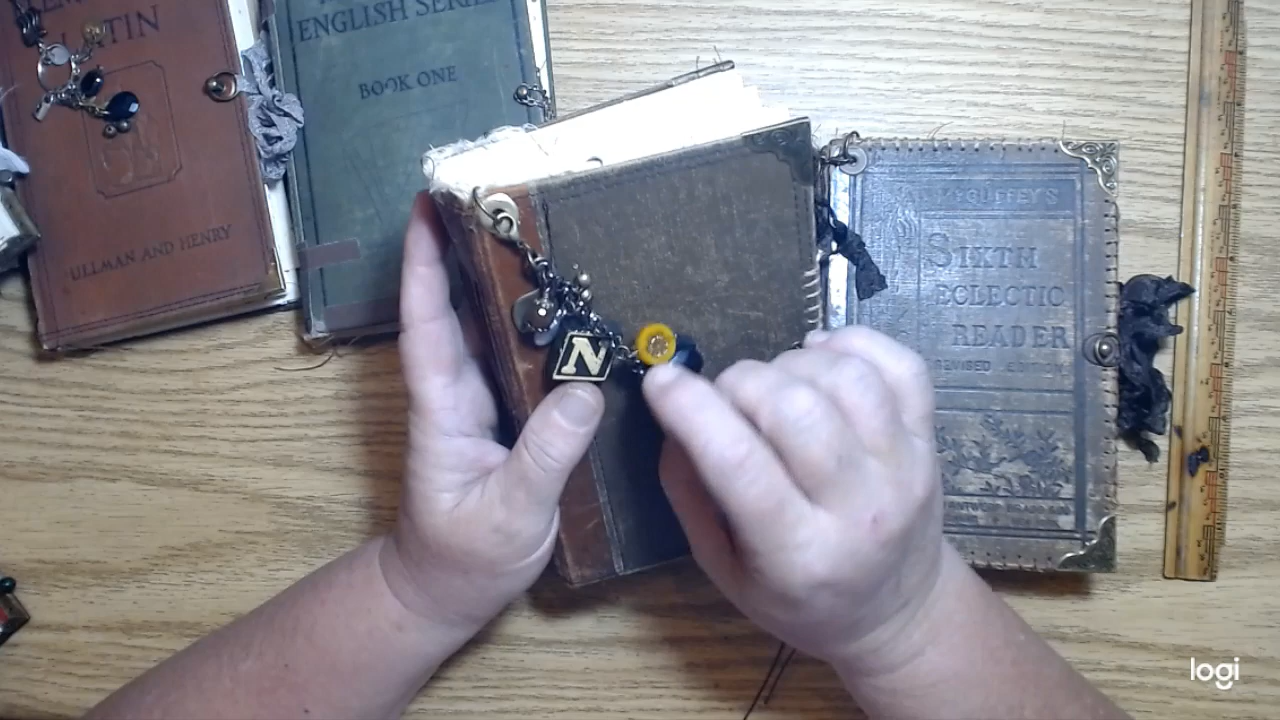 LATIN
ULLMAN AND HENRY
ENGLISH SERIES
BOOK ONE
N
McGUFFEY'S
SIXTH
ECLECTIC
READER
REVISED EDITION
logi